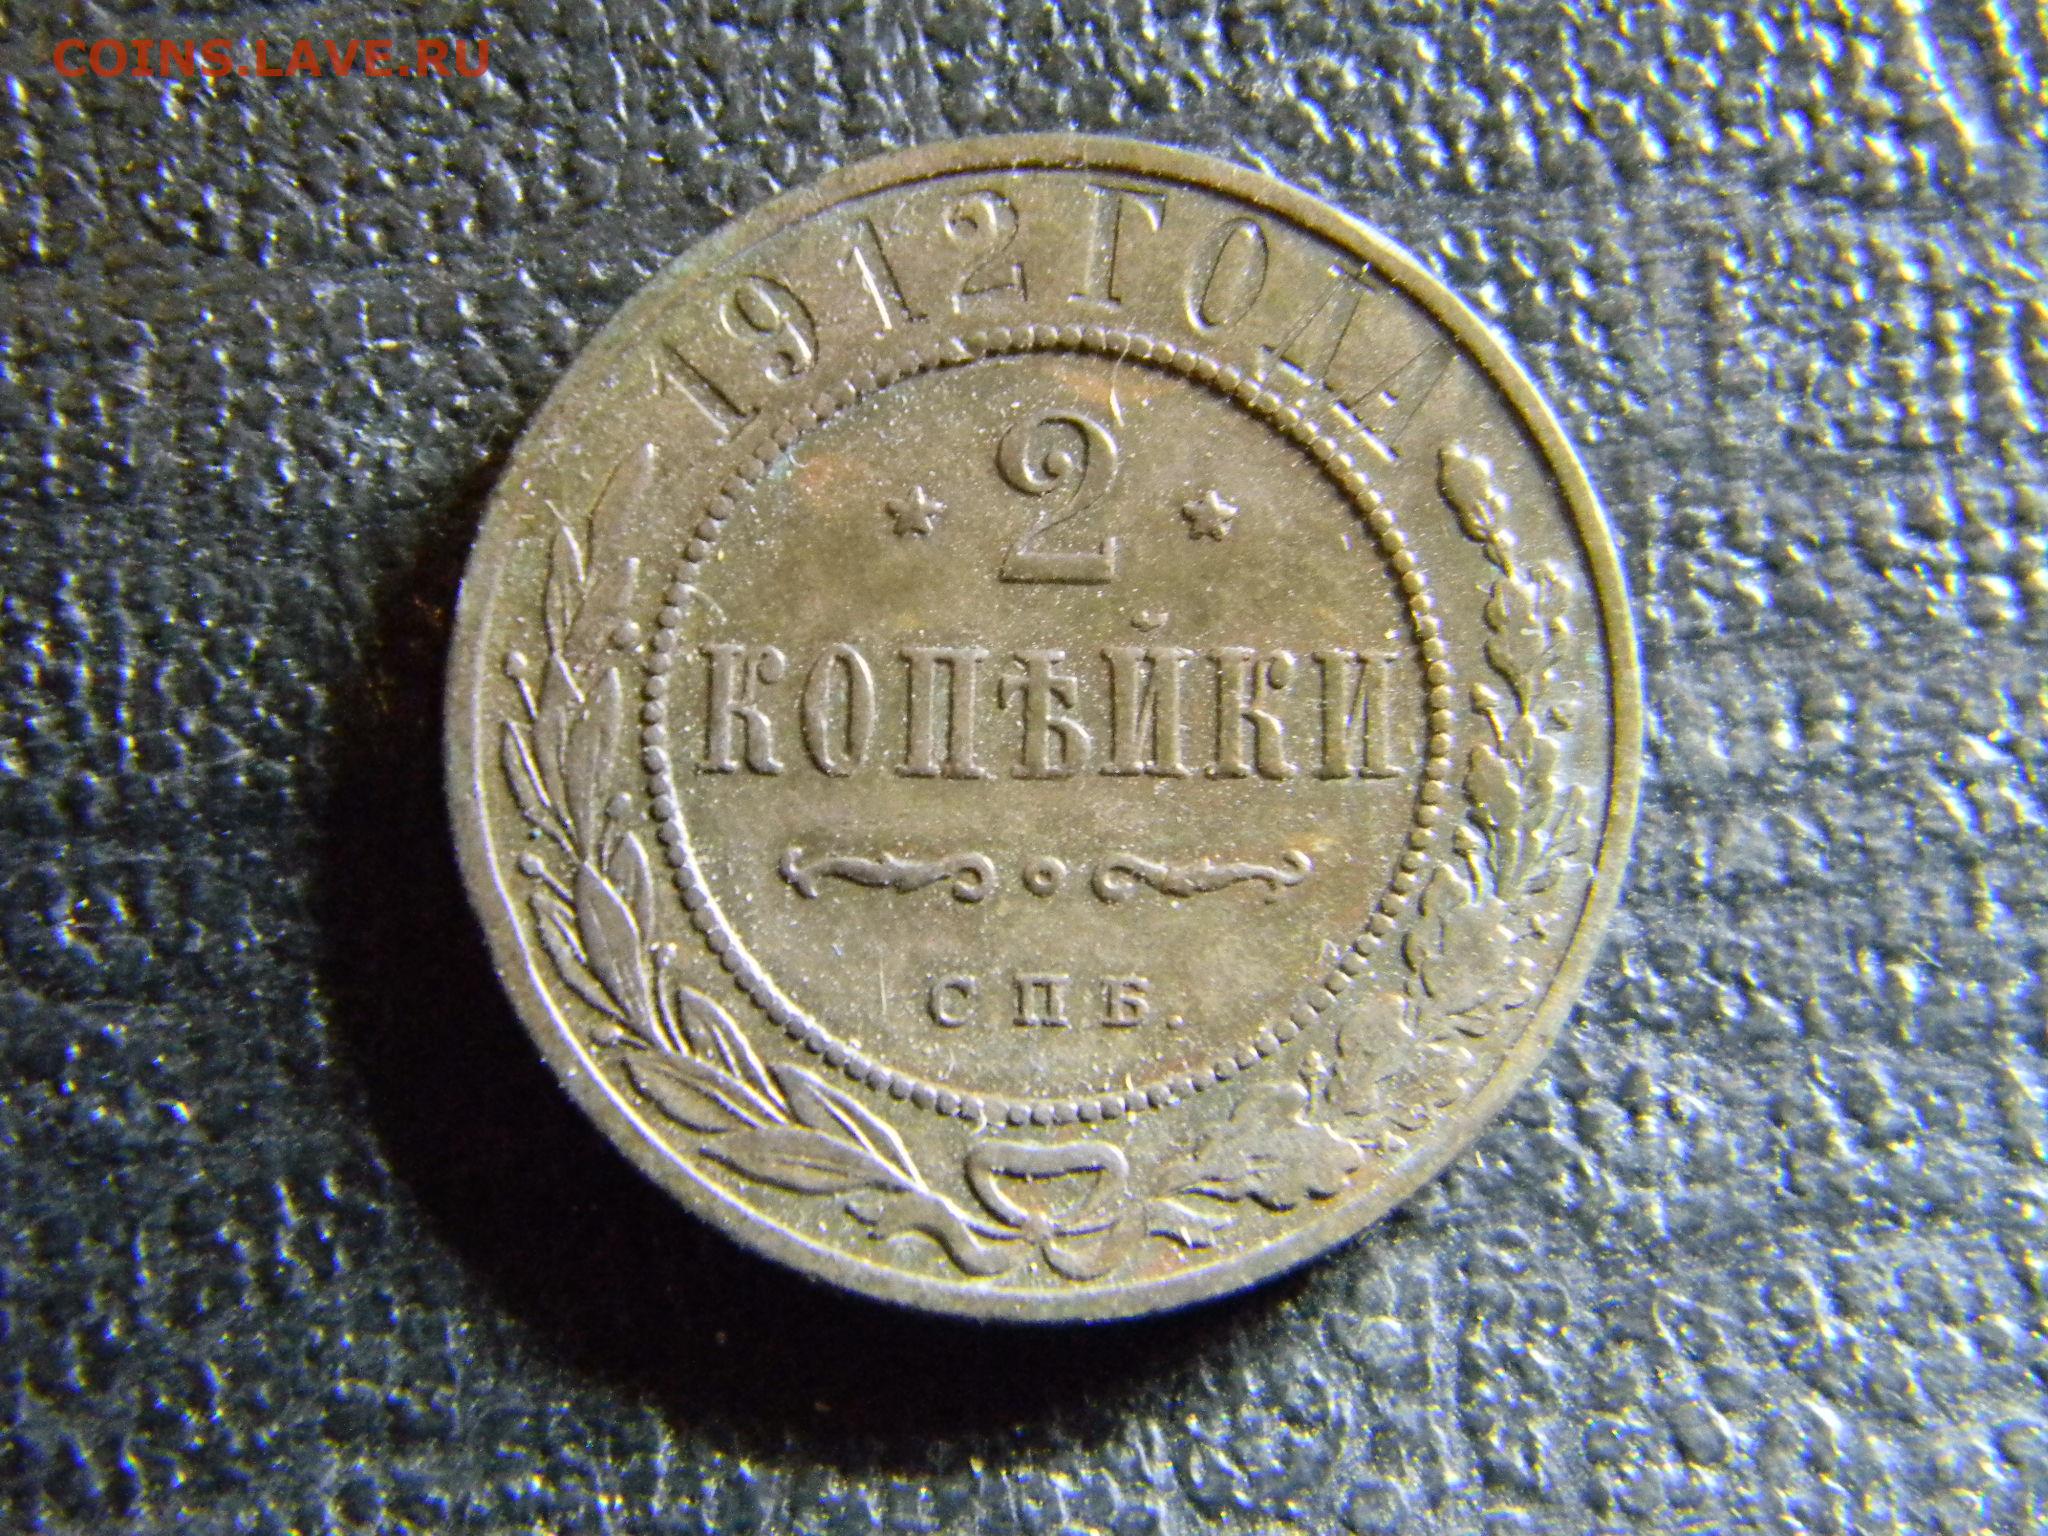 COINS.LAVE.RU
1912 ГОДА
2
КОПѢЙКИ
СПБ.